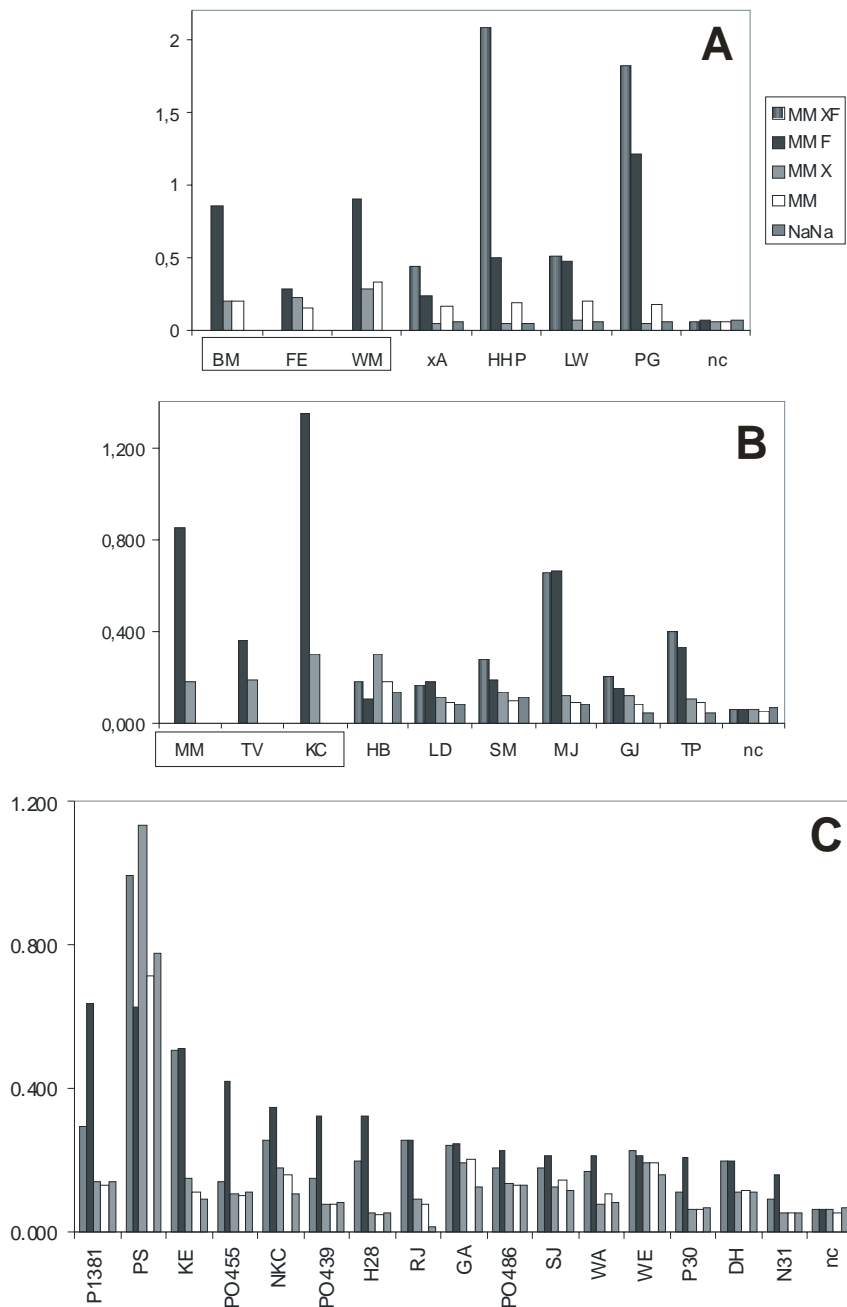 A
2
1,5
1
0,5
0
BM FE WM xA HHP LW PG nc
MM XF
MM F
MM X
MM
NaNa
B
1,200
0,800
0,400
0,000
MM TV KC HB LD SM MJ GJ TP nc
C
1.200
0.800
0.400
0.000
P1381 PS KE PO455 NKC PO439 H28 RJ GA PO486 SJ WA WE P30 DH N31 nc